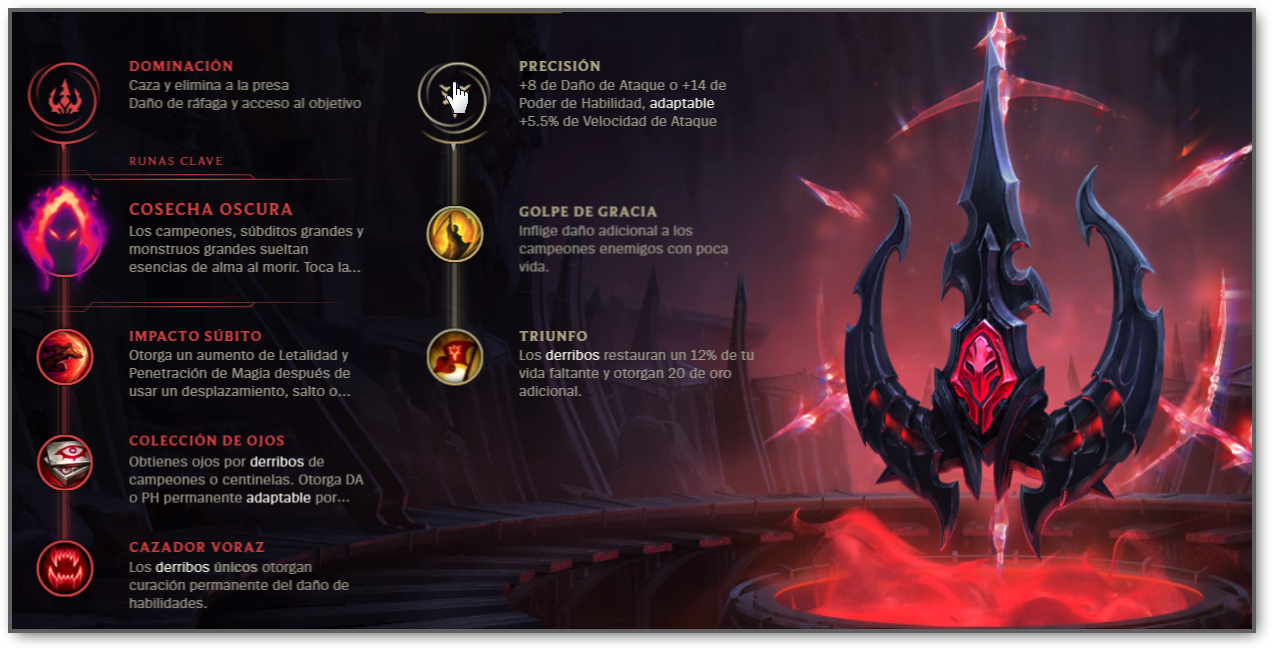 DOMINACIÓN
Caza y elimina a la presa
Daño de ráfaga y acceso al objetivo
RUNAS CLAVE
COSECHA OSCURA
Los campeones, súbditos grandes y
monstruos grandes sueltan
esencias de alma al morir. Toca la...
IMPACTO SÚBITO
Otorga un aumento de Letalidad y
Penetración de Magia después de
usar un desplazamiento, salto o...
COLECCIÓN DE OJOS
Obtienes ojos por derribos de
campeones o centinelas. Otorga DA
o PH permanente adaptable por...
CAZADOR VORAZ
Los derribos únicos otorgan
curación permanente del daño de
habilidades.
PRECISIÓN
+8 de Daño de Ataque o +14 de
Poder de Habilidad, adaptable
+5.5% de Velocidad de Ataque
GOLPE DE GRACIA
Inflige daño adicional a los
campeones enemigos con poca
vida.
TRIUNFO
Los derribos restauran un 12% de tu
vida faltante y otorgan 20 de oro
adicional.